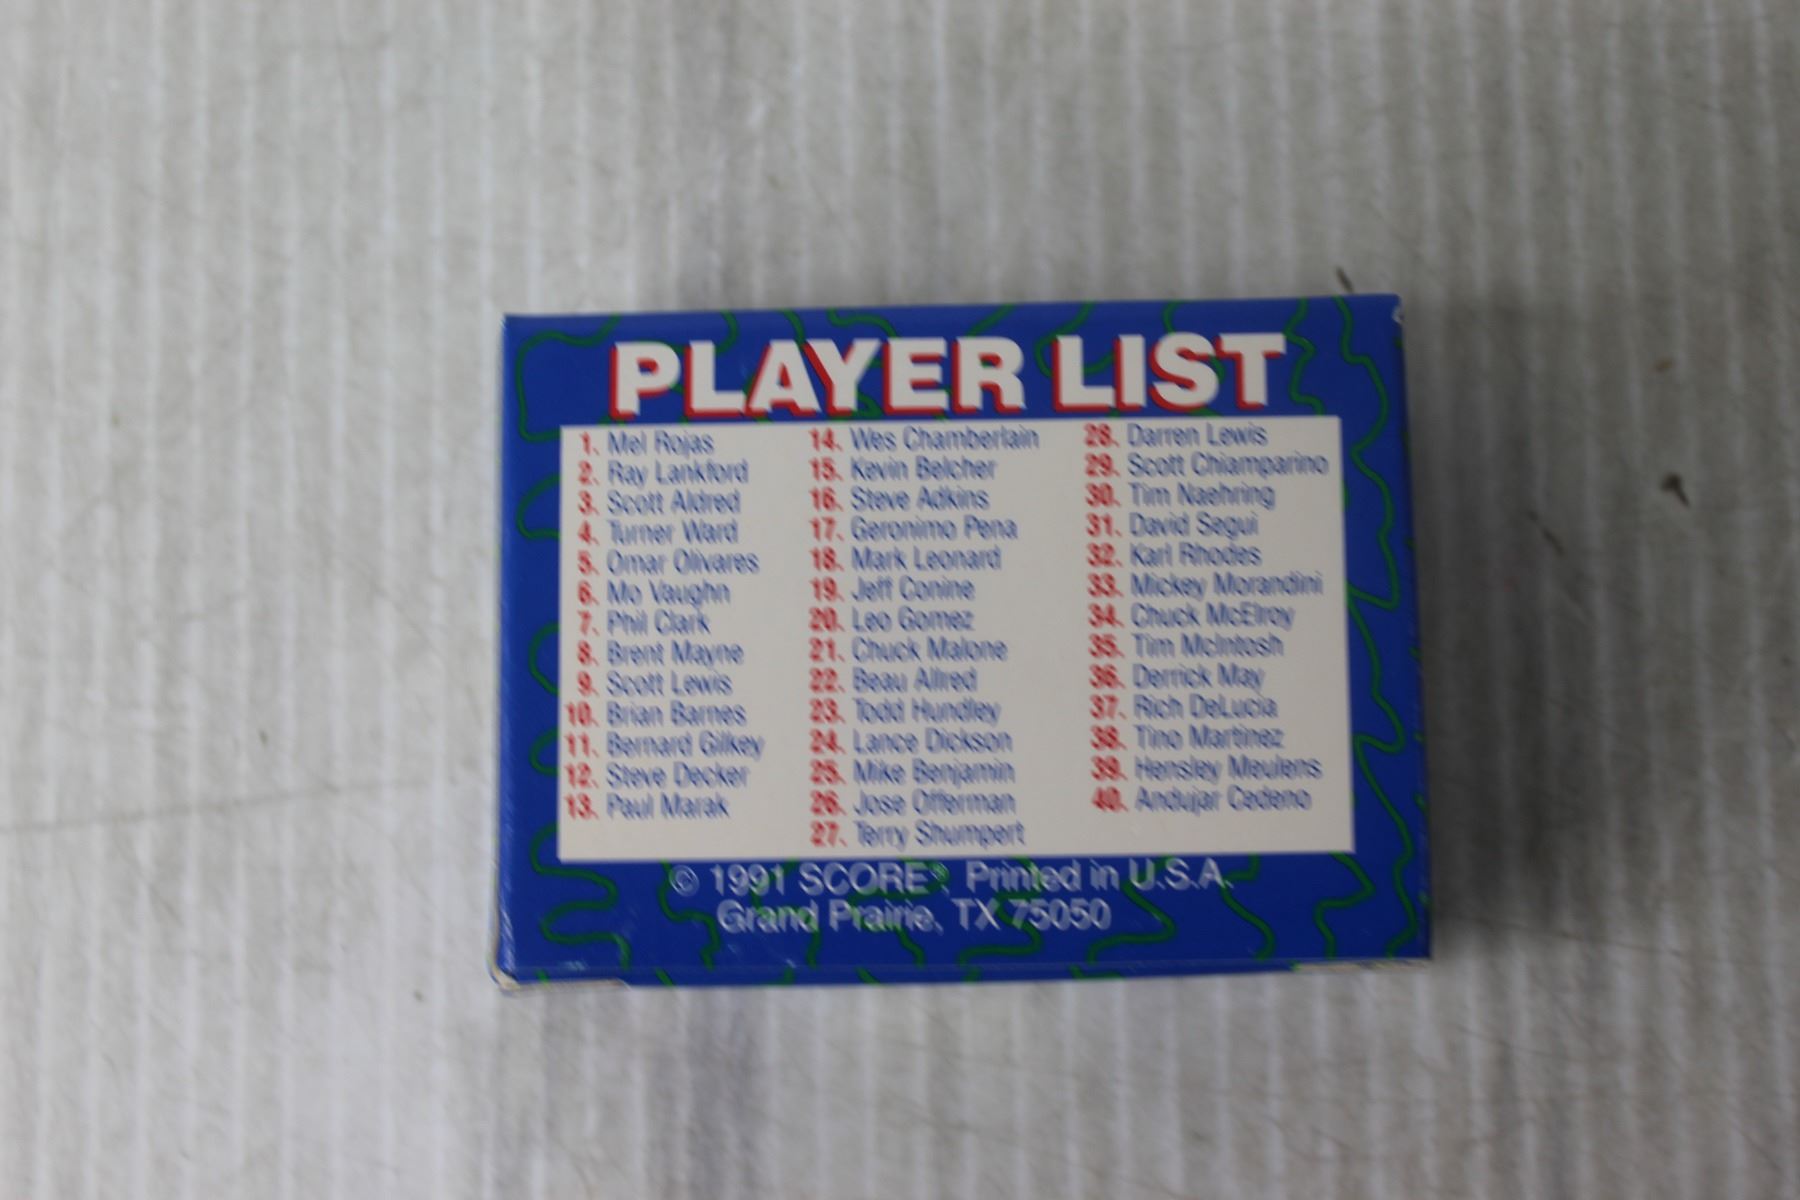 PLAYER LIST
1. Mel Rojas
2. Ray Lankford
3. Scott Aldred
4. Turner Ward
5. Omar Olivares
6. Mo Vaughn
7. Phil Clark
8. Brent Mayne
9. Scott Lewis
10. Brian Barnes
11. Bernard Gilkey
12. Steve Decker
13. Paul Marak
14. Wes Chamberlain
15. Kevin Belcher
16. Steve Adkins
17. Geronimo Pena
18. Mark Leonard
19. Jeff Conine
20. Leo Gomez
21. Chuck Malone
22. Beau Allred
23. Todd Hundley
24. Lance Dickson
25. Mike Benjamin
26. Jose Offerman
27. Terry Shumpert
28. Darren Lewis
29. Scott Chiamparino
30. Tim Naehring
31. David Segui
32. Karl Rhodes
33. Mickey Morandini
34. Chuck McElroy
35. Tim McIntosh
36. Derrick May
37. Rich DeLucia
38. Tino Martinez
39. Hensley Meulens
40. Andujar Cedeno
© 1991 SCORE®, Printed in U.S.A.
Grand Prairie, TX 75050